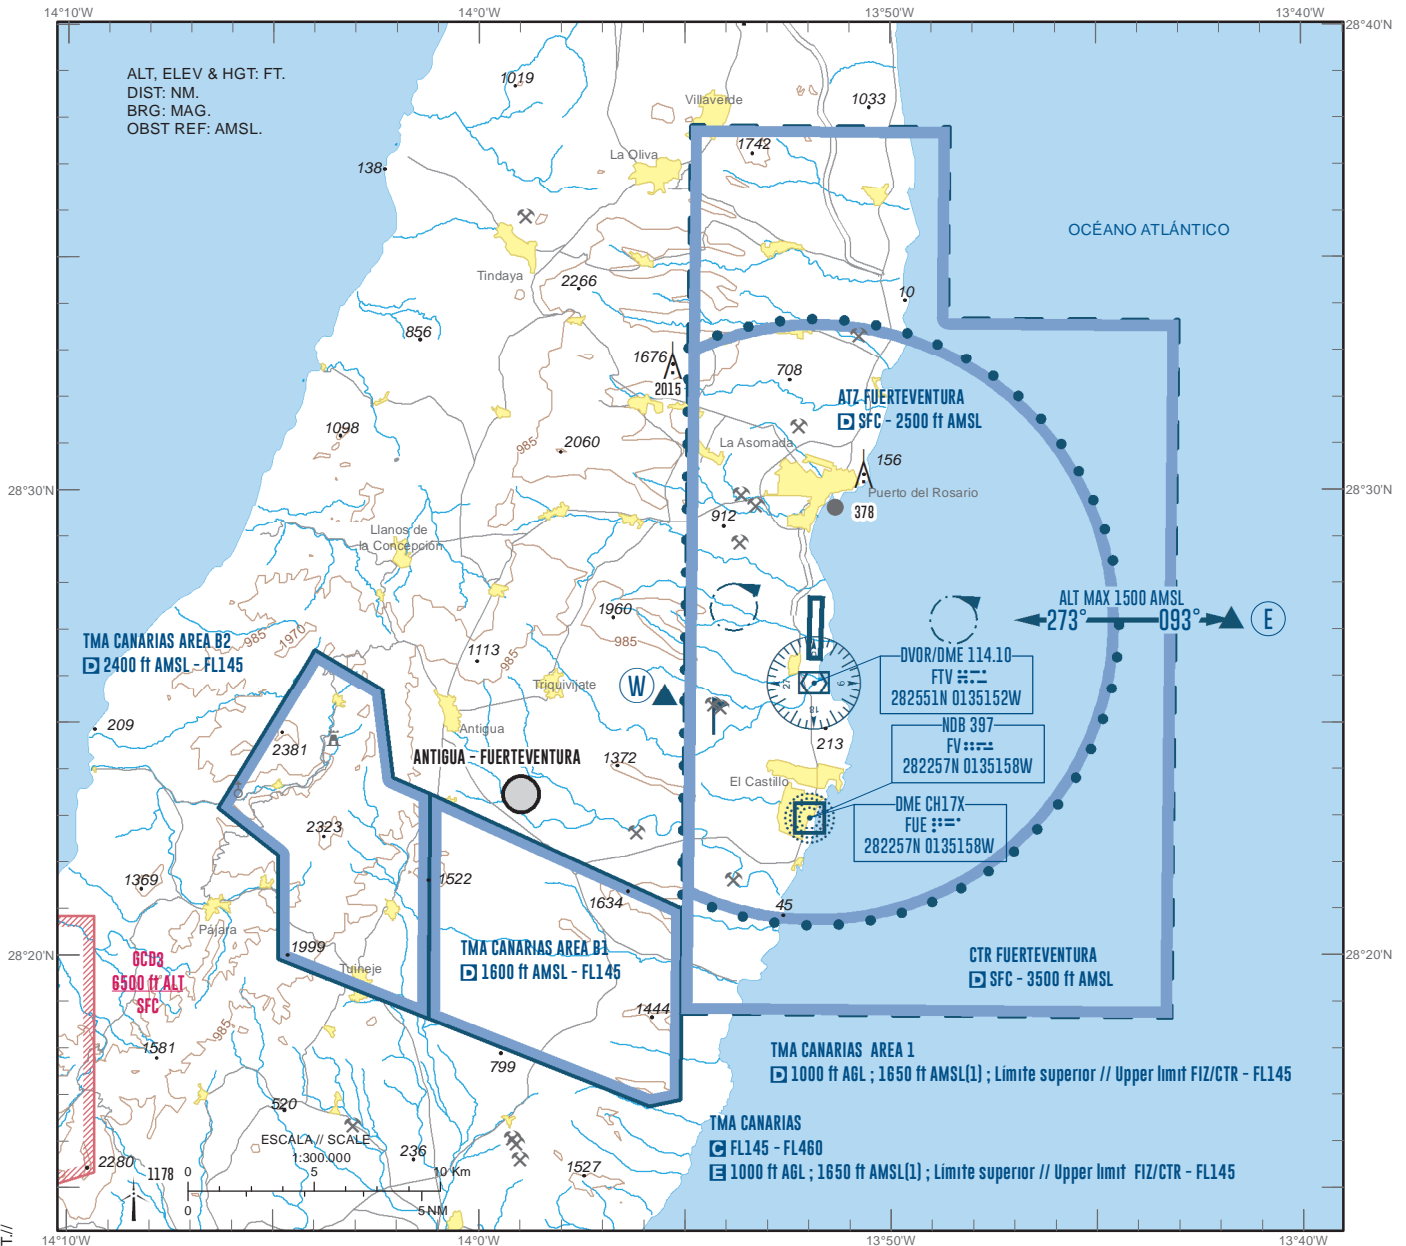 14°10'W
14°0'W
13°50'W
13°40'W
28°40'N
ALT, ELEV & HGT: FT.
DIST: NM.
BRG: MAG.
OBST REF: AMSL.
1019
Villaverde
1033
138
1742
La Oliva
OCÉANO ATLÁNTICO
Tindaya
2266
10
856
1676
2015
708
ATZ FUERTEVENTURA
D SFC - 2500 ft AMSL
1098
985
2060
La Asomada
156
28°30'N
28°30'N
Puerto del Rosario
378
912
Llanos de
la Concepción
1960
ALT MAX 1500 AMSL
273°
093°
E
TMA CANARIAS AREA B2
D 2400 ft AMSL - FL145
985
1970
985
1113
985
DVOR/DME 114.10
FTV
282551N 0135152W
27
9
18
W
Triquivijate
209
2381
Antigua
213
NDB 397
FV
282257N 0135158W
ANTIGUA - FUERTEVENTURA
1372
El Castillo
DME CH17X
FUE
282257N 0135158W
2323
1369
1522
1634
45
Pájara
28°20'N
28°20'N
GCD3
6500 ft ALT
SFC
1999
Tuineje
TMA CANARIAS AREA B1
D 1600 ft AMSL - FL145
CTR FUERTEVENTURA
D SFC - 3500 ft AMSL
985
1444
1581
799
TMA CANARIAS AREA 1
D 1000 ft AGL ; 1650 ft AMSL(1) ; Límite superior // Upper limit FIZ/CTR - FL145
520
TMA CANARIAS
C FL145 - FL460
E 1000 ft AGL ; 1650 ft AMSL(1) ; Límite superior // Upper limit FIZ/CTR - FL145
ESCALA // SCALE
1:300.000
236
2280
1178
0
5
10 Km
1527
0
5 NM
T.//
14°10'W
14°0'W
13°50'W
13°40'W